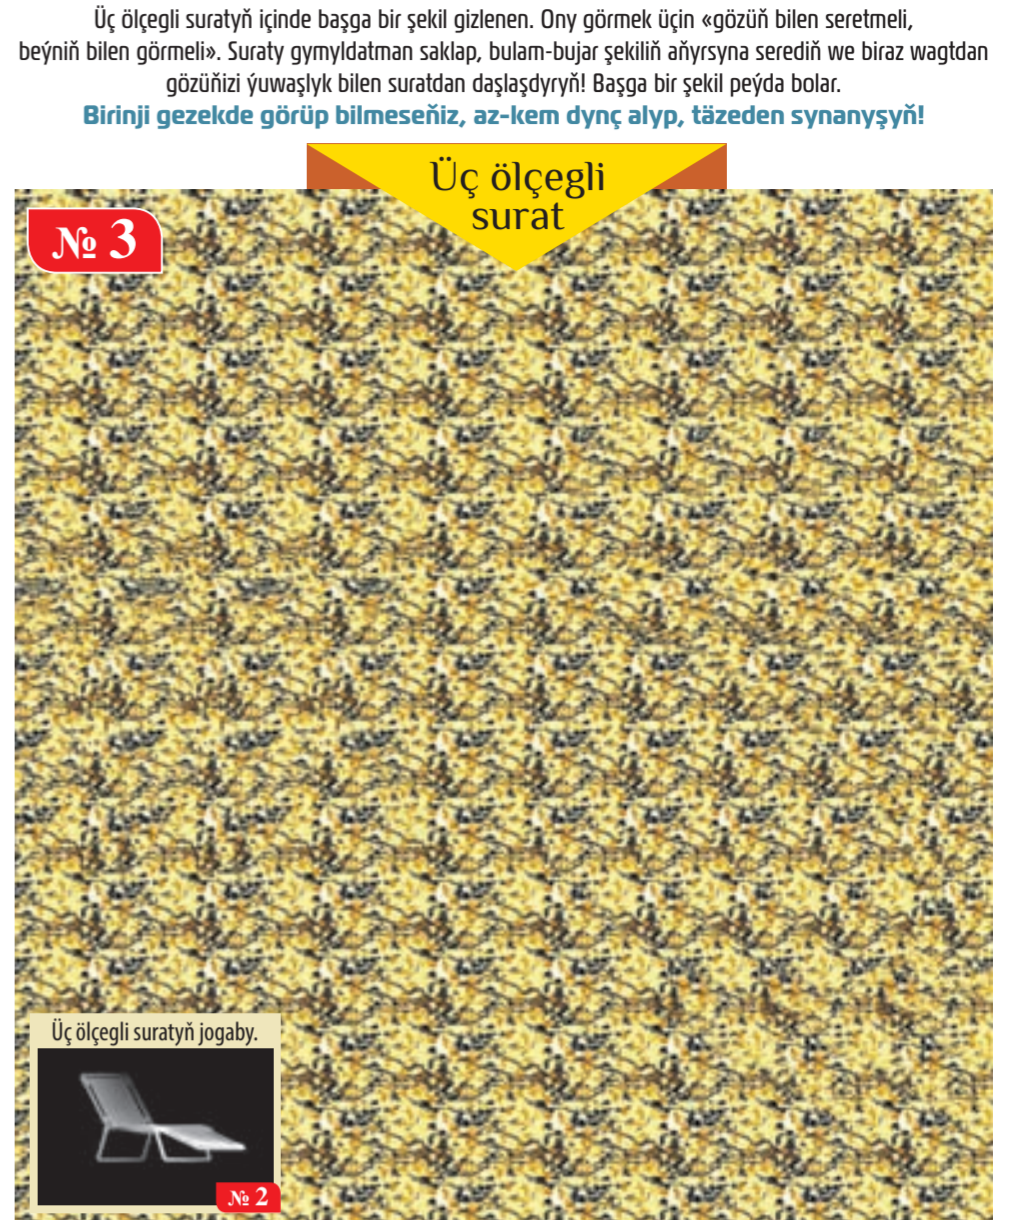 Üç ölçegli suratyň içinde başga bir şekil gizlenen. Ony görmek üçin «gözüň bilen seretmeli,
beýniň bilen görmeli». Suraty gymyldatman saklap, bulam-bujar şekiliň aňyrsyna serediň we biraz wagtdan
gözüňizi ýuwaşlyk bilen suratdan daşlaşdyryň! Başga bir şekil peýda bolar.
Birinji gezekde görüp bilmeseňiz, az-kem dynç alyp, täzeden synanyşyň!
Üç ölçegli
surat
№ 3
Üç ölçegli suratyň jogaby.
№ 2